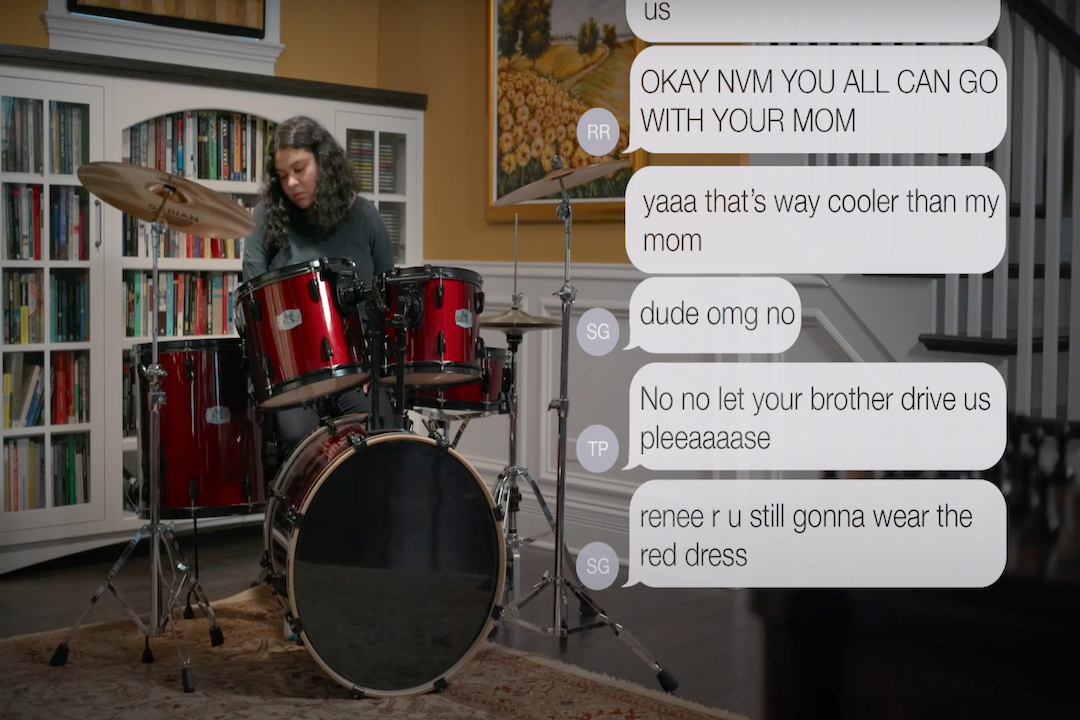 us
OKAY NVM YOU ALL CAN GO
WITH YOUR MOM
RR
yaaa that's way cooler than my
mom
dude omg no
SG
No no let your brother drive us
pleeaaaase
TP
renee r u still gonna wear the
red dress
SG
SABIAN